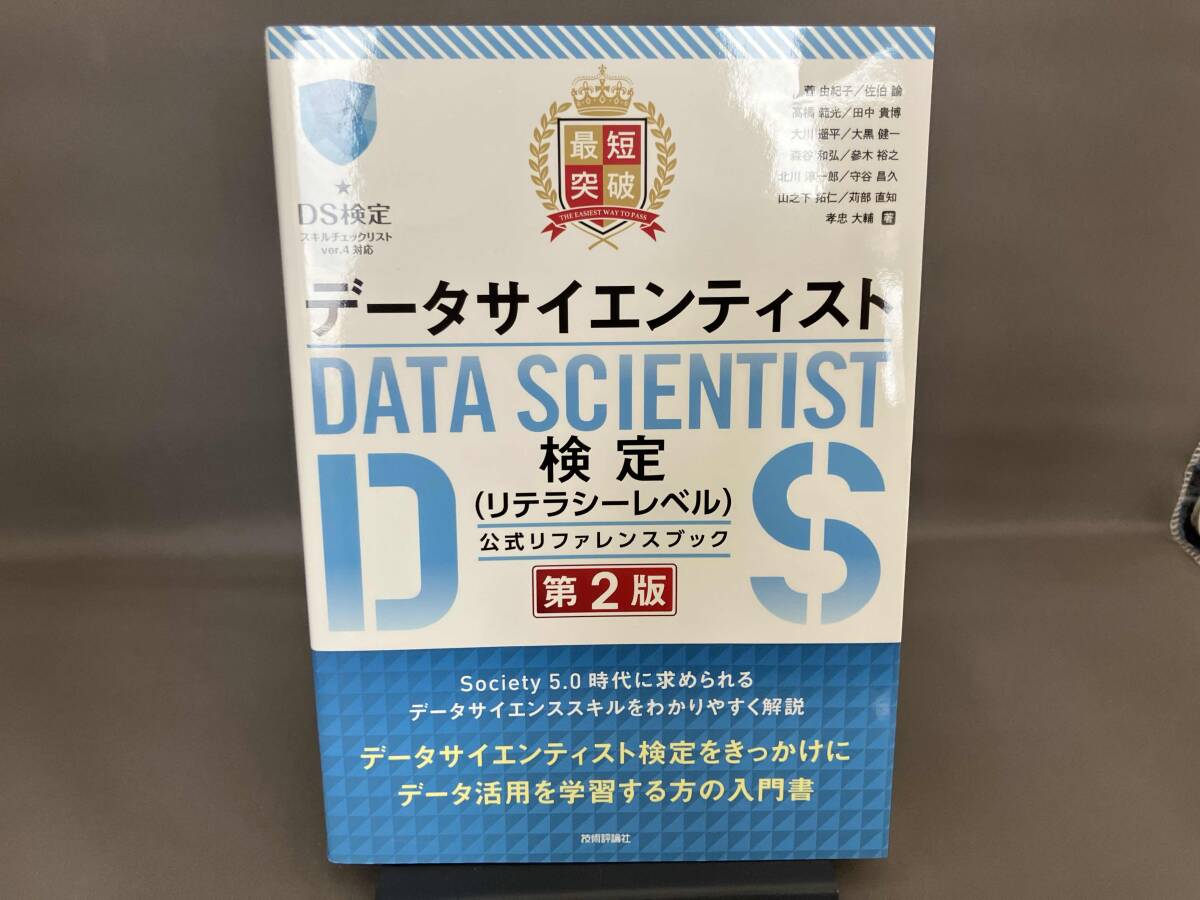 DS検定
スキルチェックリスト
ver.4 対応
最短
突破
THE EASIEST WAY TO PASS
菅 由紀子／佐伯 諭
高橋 範光／田中 貴博
大川 遥平／大黒 健一
森谷 和弘／參木 裕之
北川 淳一郎／守谷 昌久
山之下 拓仁／苅部 直知
孝忠 大輔 著
データサイエンティスト
DATA SCIENTIST
検定
(リテラシーレベル)
公式リファレンスブック
第2版
DS
Society 5.0 時代に求められる
データサイエンススキルをわかりやすく解説
データサイエンティスト検定をきっかけに
データ活用を学習する方の入門書
技術評論社